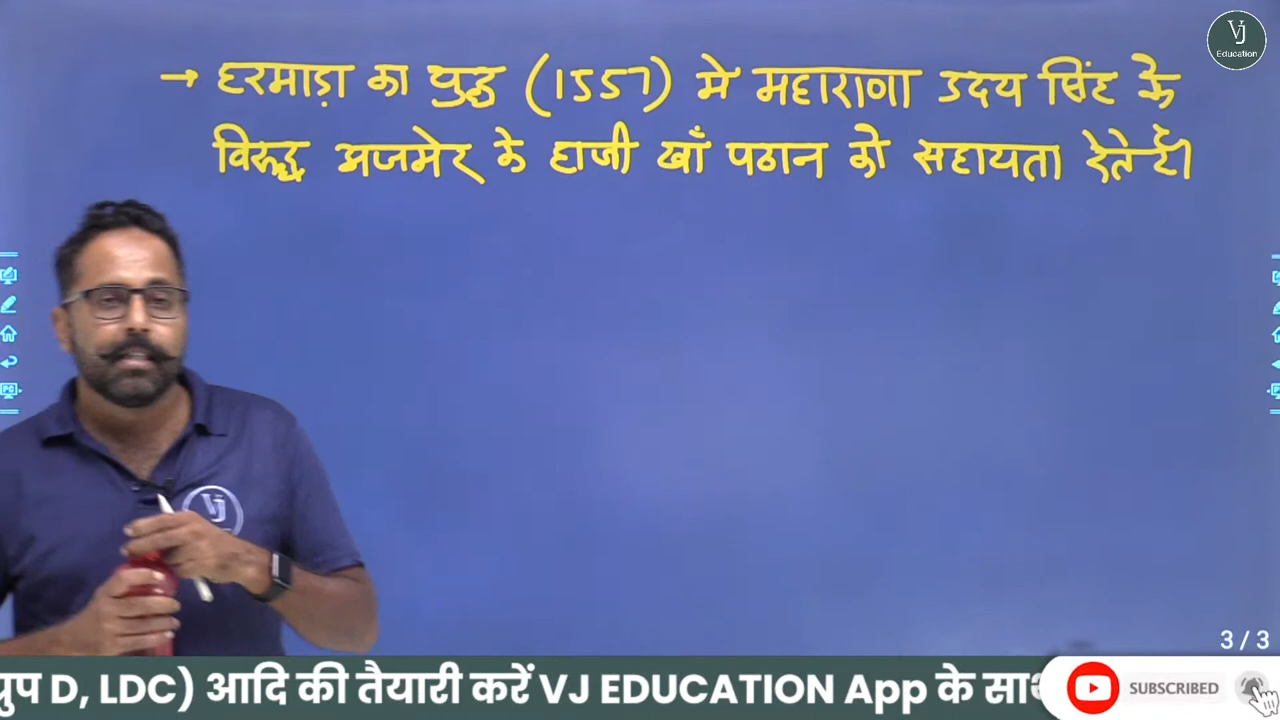 Vj
Education
→ हरमाड़ा का युद्ध (1557) में महाराणा उदय सिंह के
विरुद्ध अजमेर के हाजी खाँ पठान को सहायता देते हैं।
Vj
3 / 3
ग्रुप D, LDC) आदि की तैयारी करें VJ EDUCATION App के साथ
SUBSCRIBED